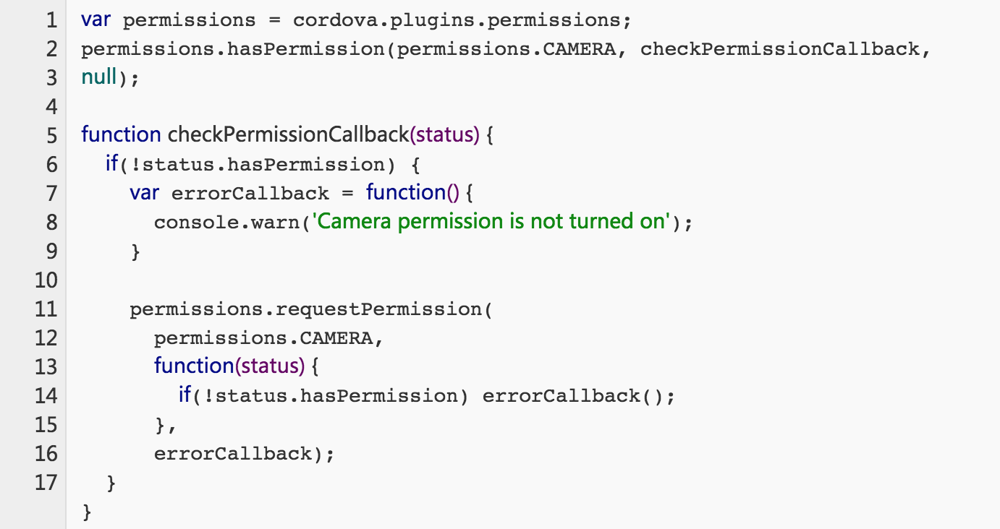 1 var permissions = cordova.plugins.permissions;
2 permissions.hasPermission(permissions.CAMERA, checkPermissionCallback,
3 null);
4
5 function checkPermissionCallback(status) {
6 if(!status.hasPermission) {
7 var errorCallback = function() {
8 console.warn('Camera permission is not turned on');
9 }
10
11 permissions.requestPermission(
12 permissions.CAMERA,
13 function(status) {
14 if(!status.hasPermission) errorCallback();
15 },
16 errorCallback);
17 }
}